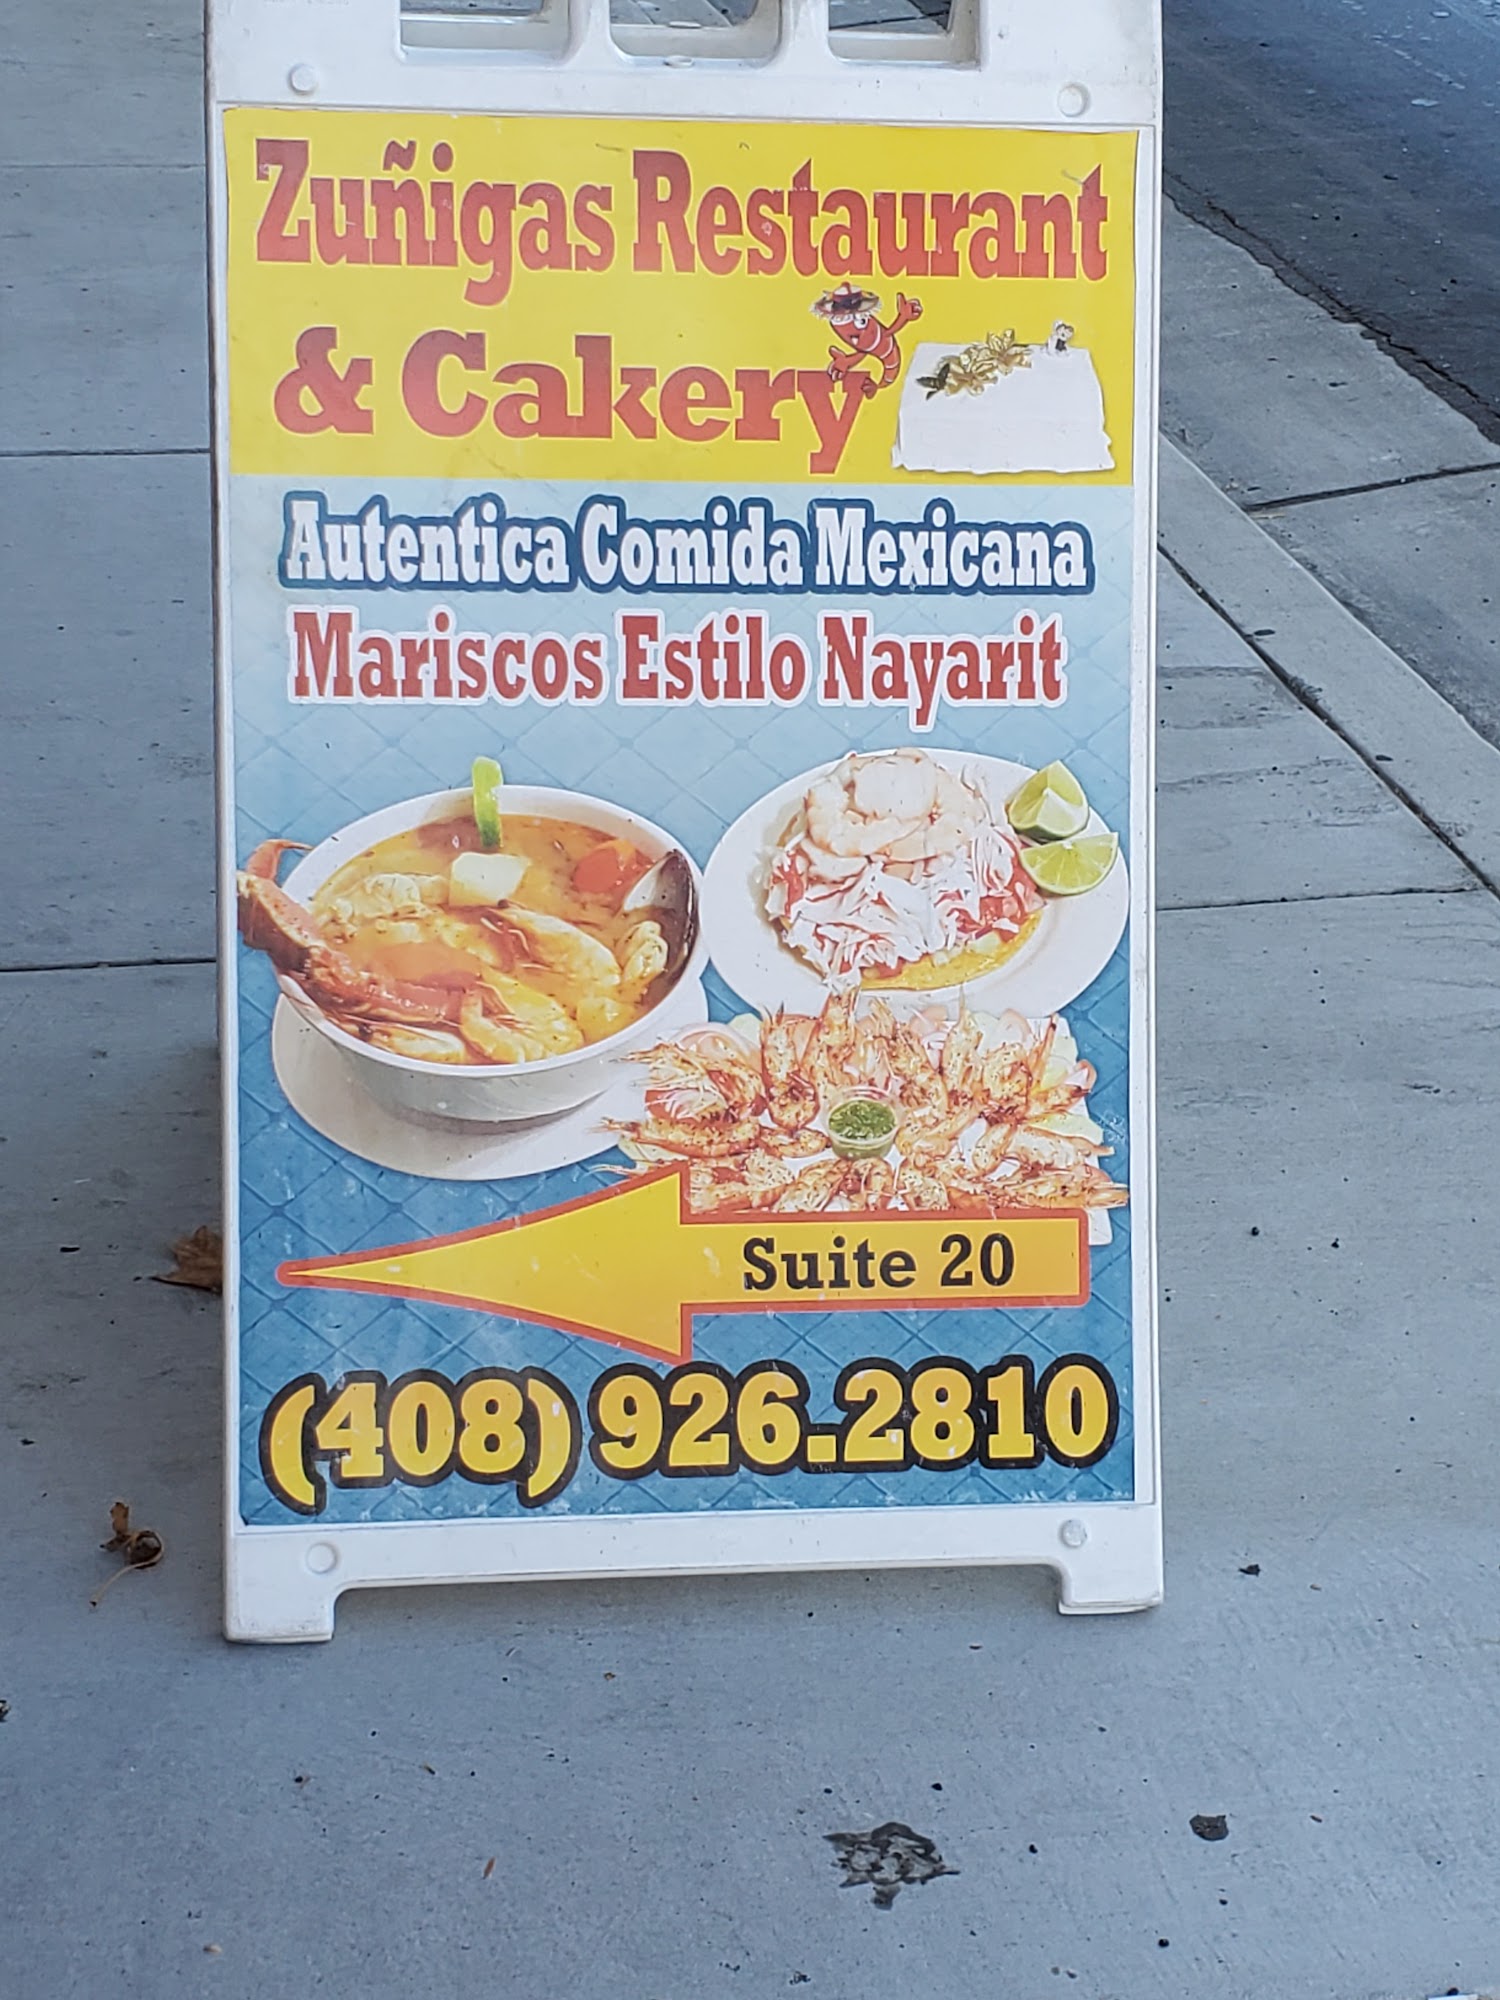 Zuñigas Restaurant
& Cakery
Autentica Comida Mexicana
Mariscos Estilo Nayarit
Suite 20
(408) 926.2810